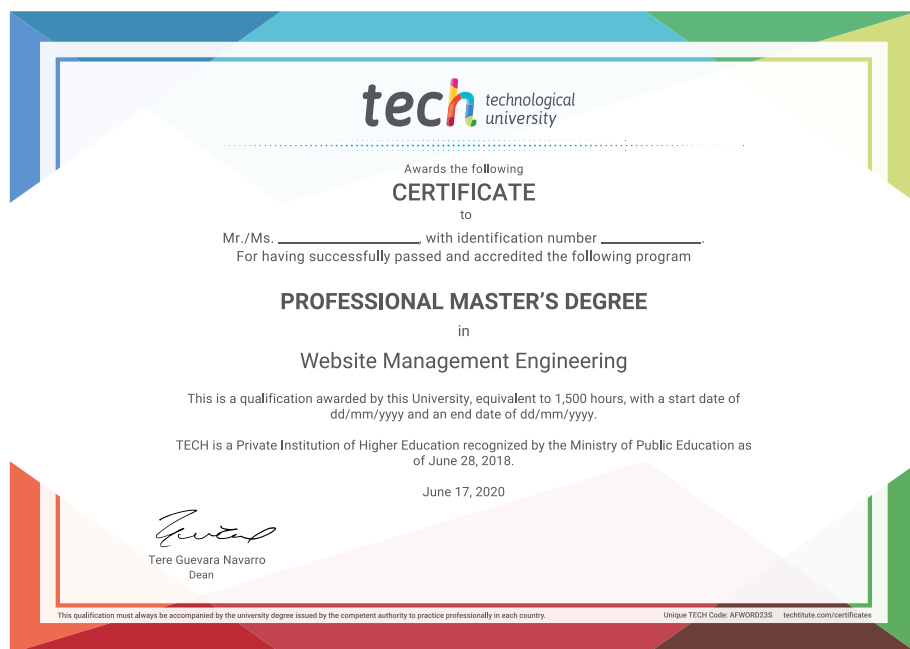 tech technological
university
Awards the following
CERTIFICATE
to
Mr./Ms. ____________________, with identification number ______________.
For having successfully passed and accredited the following program
PROFESSIONAL MASTER'S DEGREE
in
Website Management Engineering
This is a qualification awarded by this University, equivalent to 1,500 hours, with a start date of
dd/mm/yyyy and an end date of dd/mm/yyyy.
TECH is a Private Institution of Higher Education recognized by the Ministry of Public Education as
of June 28, 2018.
June 17, 2020
Tere Guevara Navarro
Dean
This qualification must always be accompanied by the university degree issued by the competent authority to practice professionally in each country.
Unique TECH Code: AFWORD23S techtitute.com/certificates